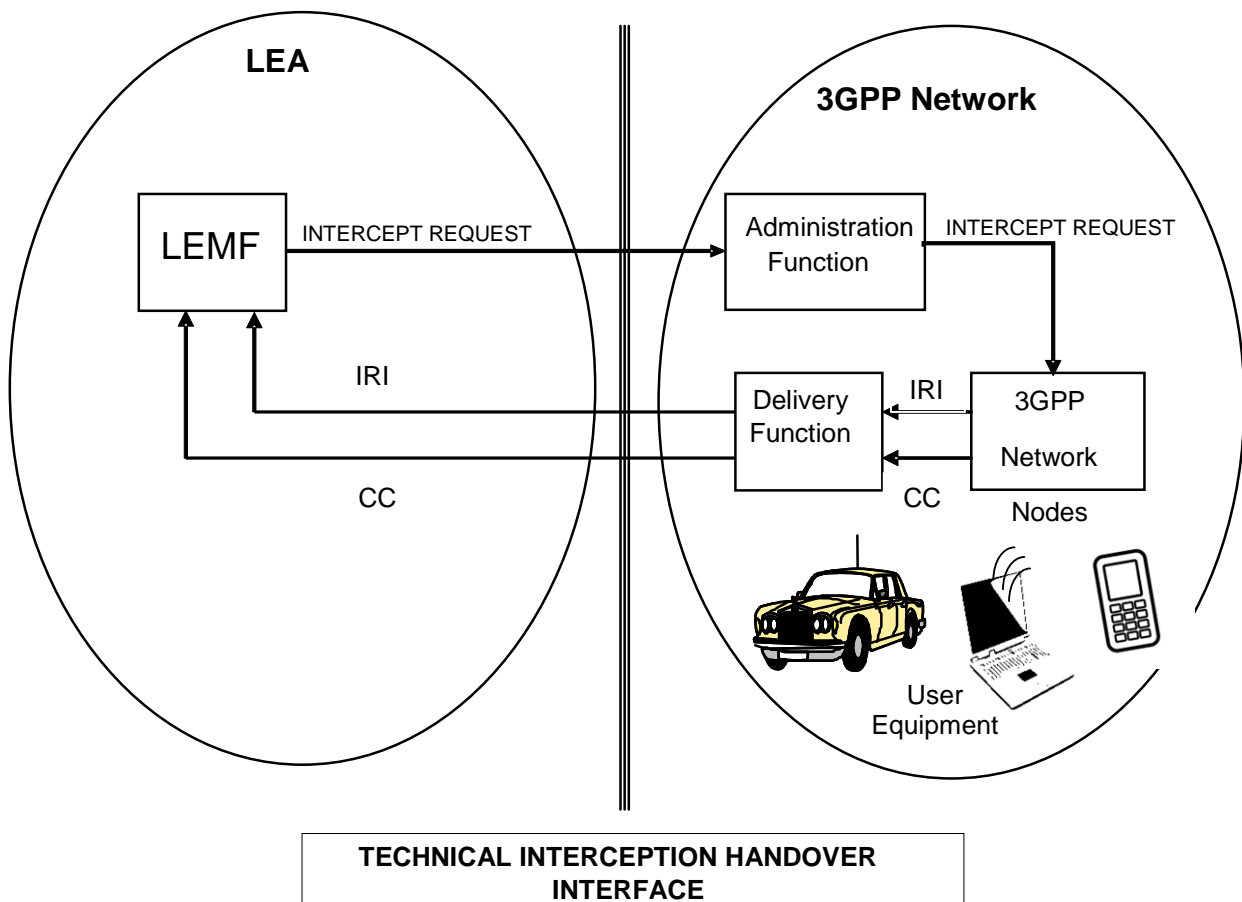 LEA
3GPP Network
LEMF
INTERCEPT REQUEST
Administration
Function
INTERCEPT REQUEST
IRI
CC
Delivery
Function
IRI
CC
3GPP
Network
Nodes
User
Equipment
TECHNICAL INTERCEPTION HANDOVER
INTERFACE